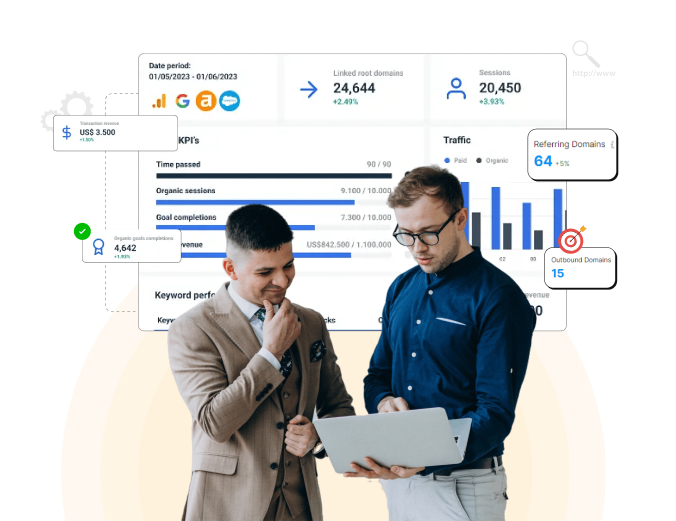 Date period:
01/05/2023 - 01/06/2023
Linked root domains
24,644
+2.49%
Sessions
20,450
+3.93%
http://www
Transaction revenue
US$ 3.500
+1.50%
KPI's
Time passed
90 / 90
Organic sessions
9.100 / 10.000
Goal completions
7.300 / 10.000
venue
US$842.500 / 1.100.000
Traffic
Paid
Organic
Q2
Referring Domains
64 +5%
Organic goals completions
4,642
+1.93%
Outbound Domains
15
Keyword perfo
Keyw
cks
venue